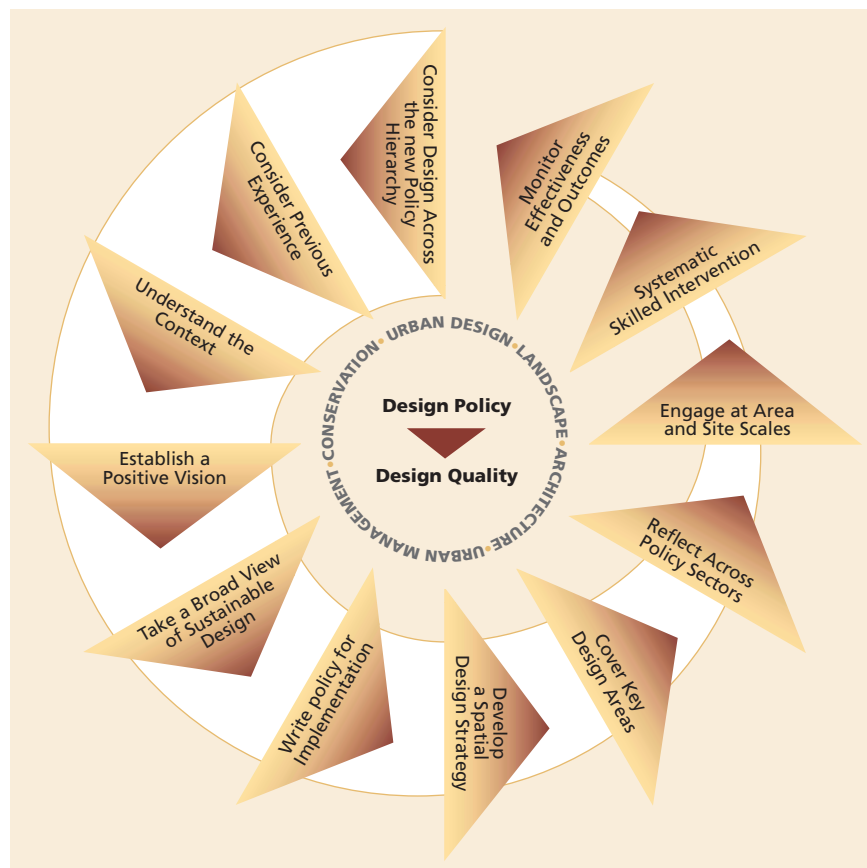 Consider Design Across
the new Policy
Hierarchy
Consider Previous
Experience
Understand the
Context
Establish a
Positive Vision
Take a Broad View
of Sustainable
Design
Write policy for
Implementation
Develop
a Spatial
Design Strategy
Cover Key
Design Areas
Reflect Across
Policy Sectors
Engage at Area
and Site Scales
Systematic
Skilled Intervention
Monitor
Effectiveness
and Outcomes
CONSERVATION • URBAN DESIGN • LANDSCAPE • ARCHITECTURE • URBAN MANAGEMENT •
Design Policy
Design Quality